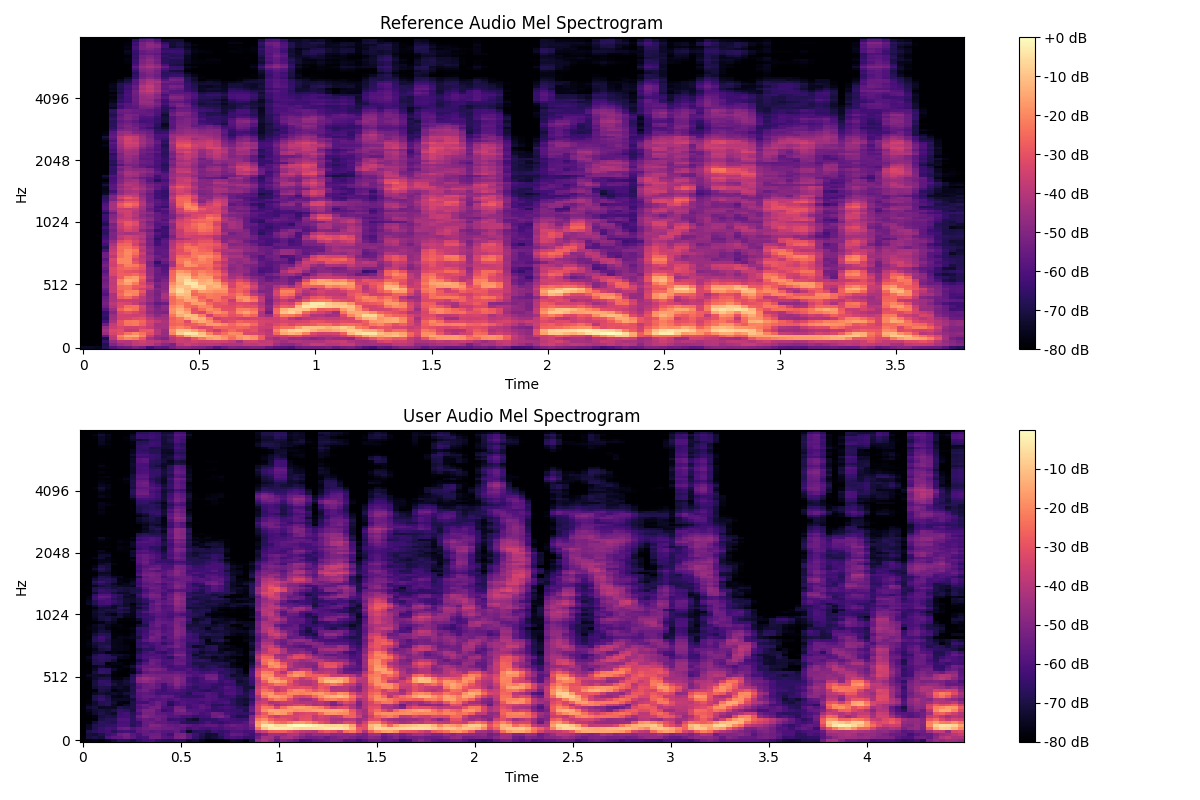 Reference Audio Mel Spectrogram
+0 dB
-10 dB
-20 dB
-30 dB
-40 dB
-50 dB
-60 dB
-70 dB
-80 dB
4096
2048
1024
512
0
Hz
0 0.5 1 1.5 2 2.5 3 3.5
Time
User Audio Mel Spectrogram
-10 dB
-20 dB
-30 dB
-40 dB
-50 dB
-60 dB
-70 dB
-80 dB
4096
2048
1024
512
0
Hz
0 0.5 1 1.5 2 2.5 3 3.5 4
Time